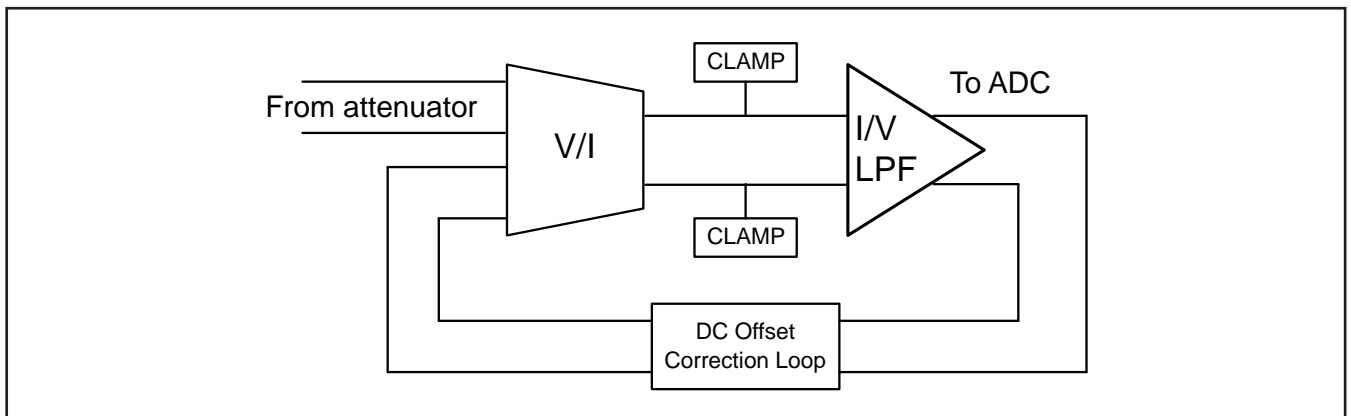 CLAMP
To ADC
From attenuator
V/I
I/V
LPF
CLAMP
DC Offset
Correction Loop